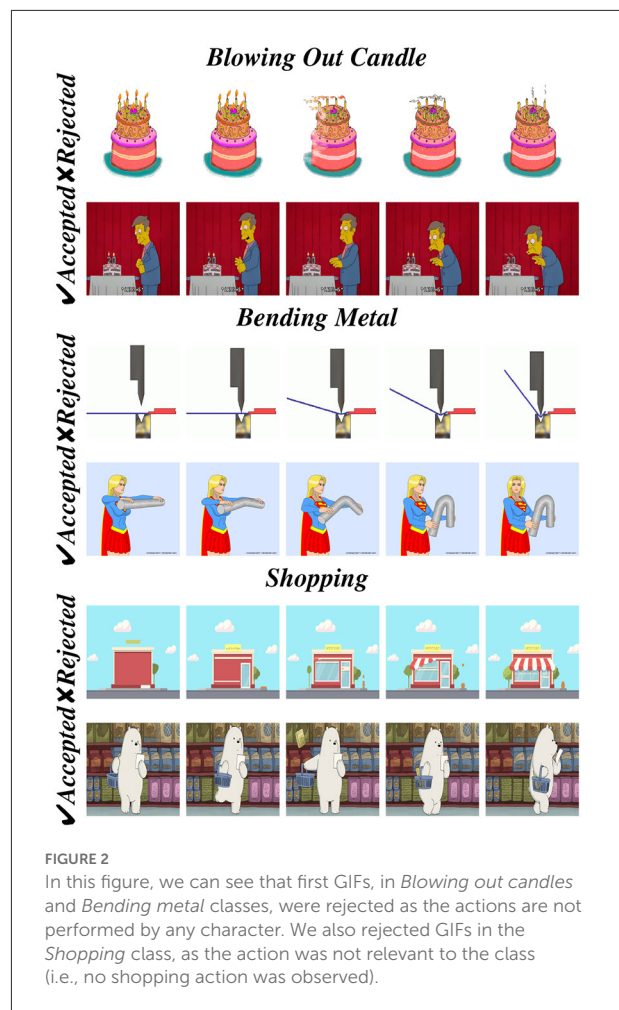 Blowing Out Candle
✔Accepted✘Rejected
Bending Metal
✔Accepted✘Rejected
Shopping
✔Accepted✘Rejected
FIGURE 2
In this figure, we can see that first GIFs, in Blowing out candles
and Bending metal classes, were rejected as the actions are not
performed by any character. We also rejected GIFs in the
Shopping class, as the action was not relevant to the class
(i.e., no shopping action was observed).